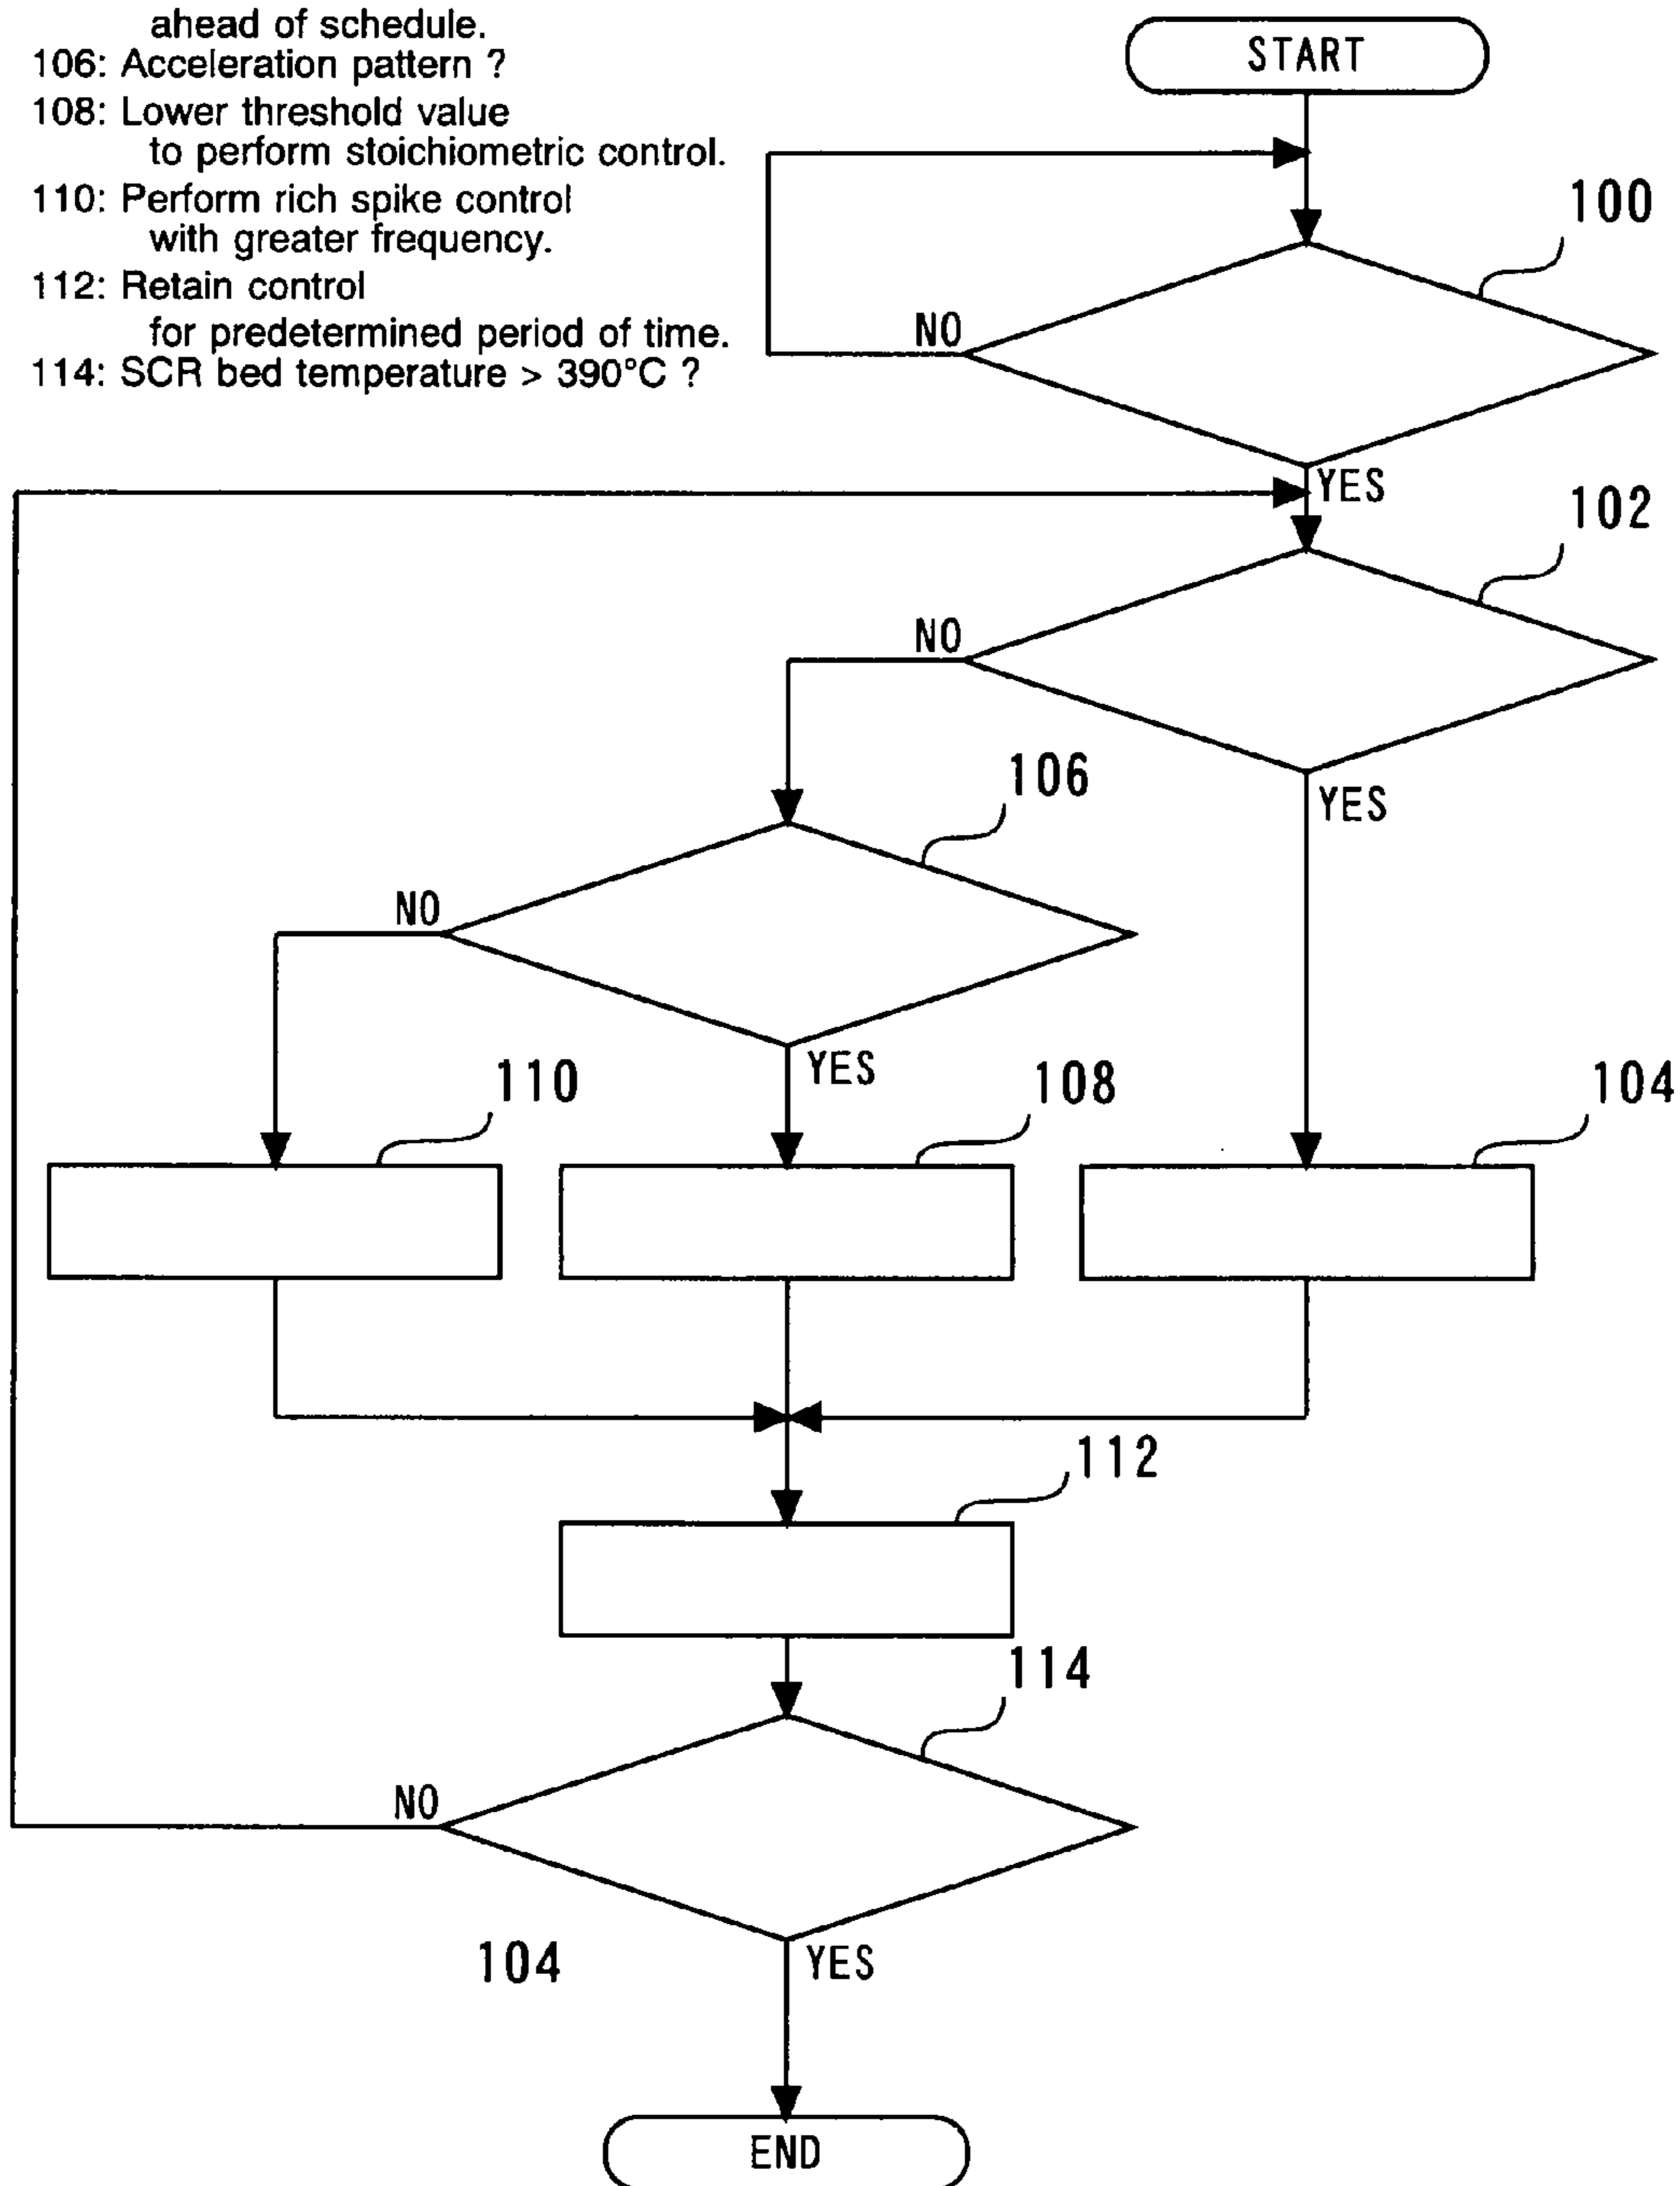 ahead of schedule.
106: Acceleration pattern ?
108: Lower threshold value
to perform stoichiometric control.
110: Perform rich spike control
with greater frequency.
112: Retain control
for predetermined period of time.
114: SCR bed temperature > 390°C ?
START
100
NO
YES
102
NO
YES
106
NO
YES
110
108
104
112
114
NO
104
YES
END